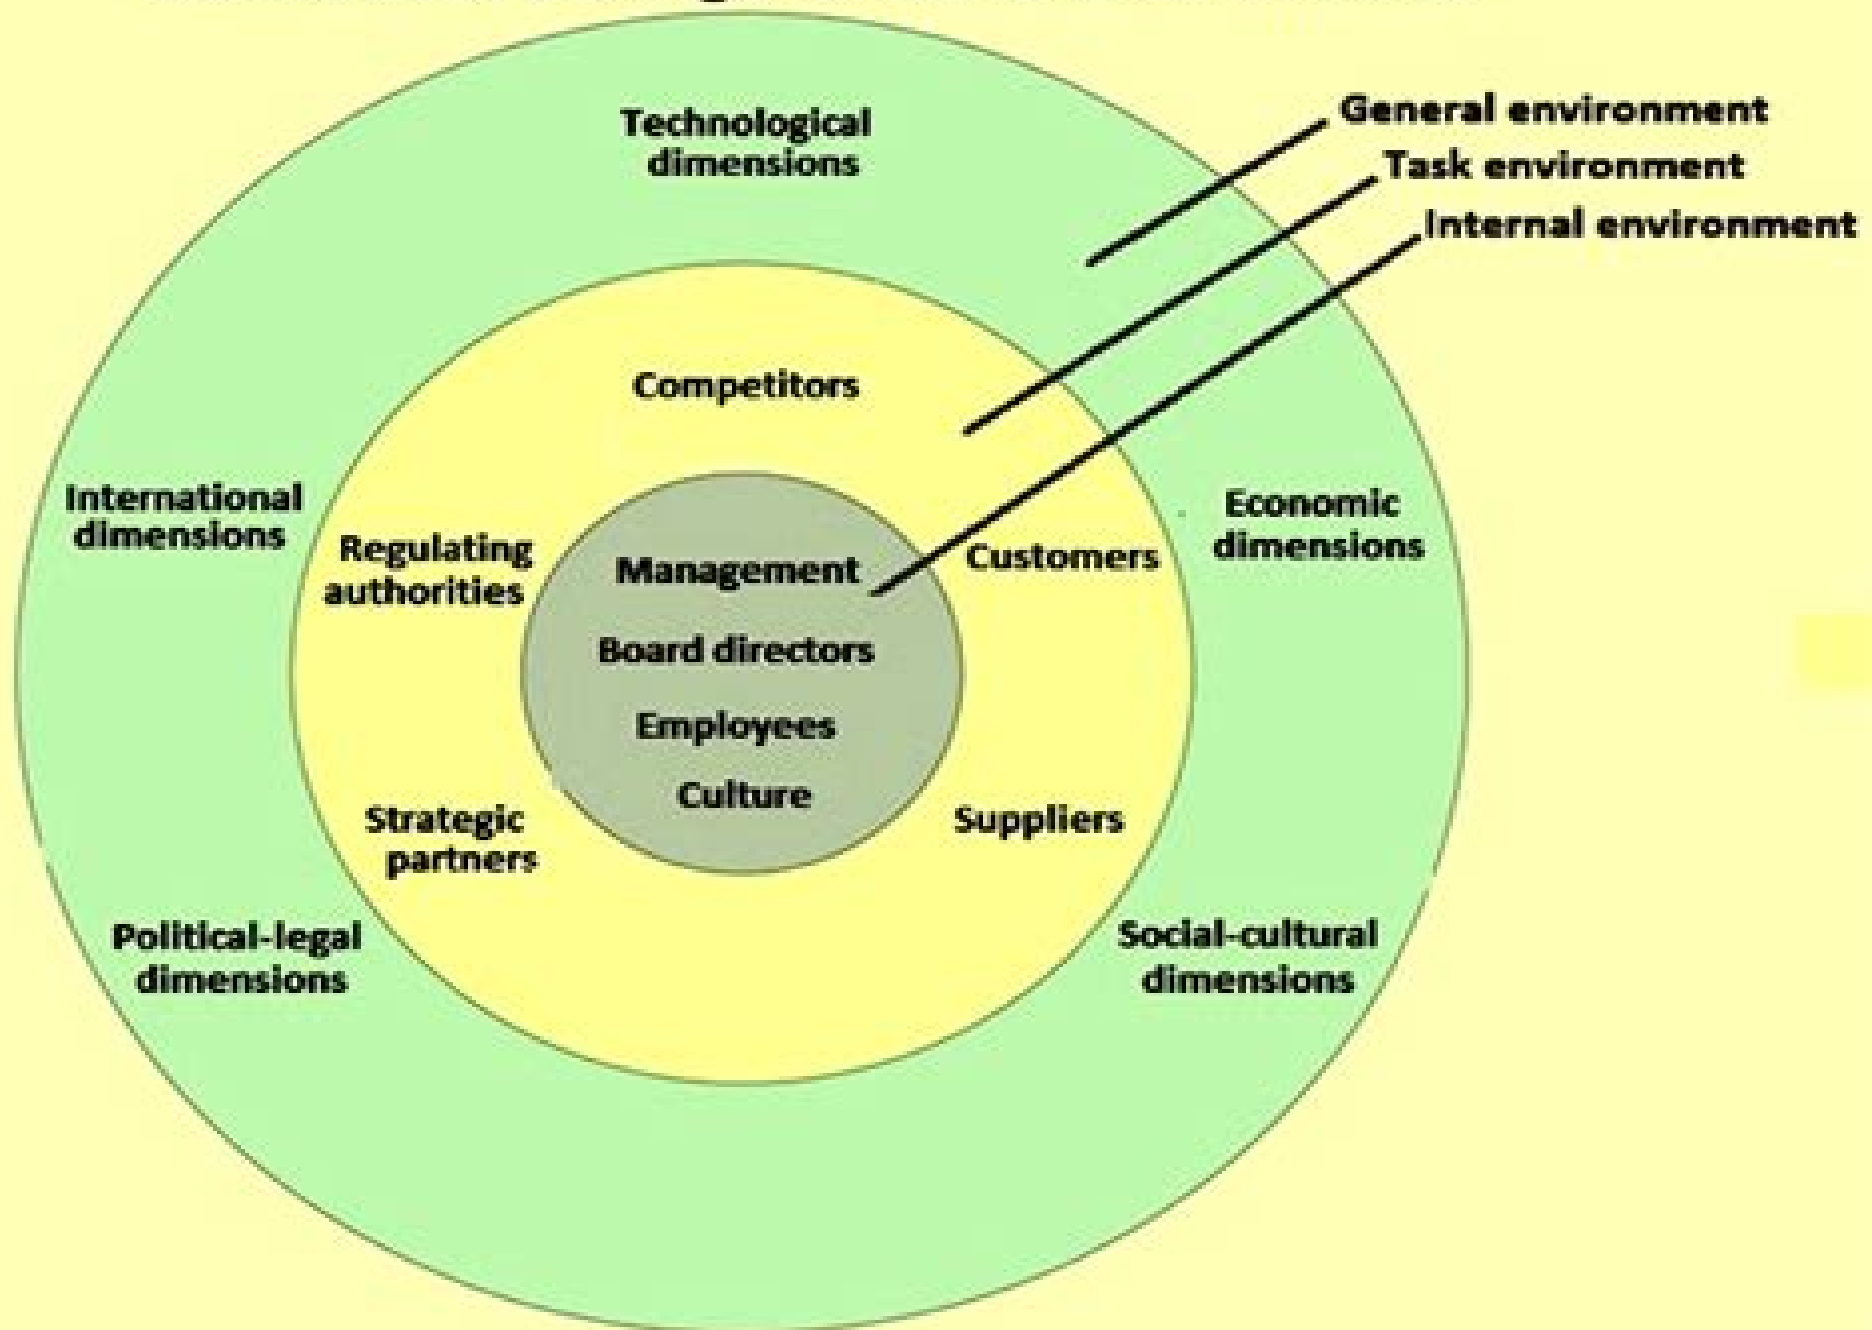 Technological
dimensions
General environment
Task environment
Internal environment
Competitors
International
dimensions
Economic
dimensions
Regulating
authorities
Customers
Management
Board directors
Employees
Culture
Strategic
partners
Suppliers
Political-legal
dimensions
Social-cultural
dimensions